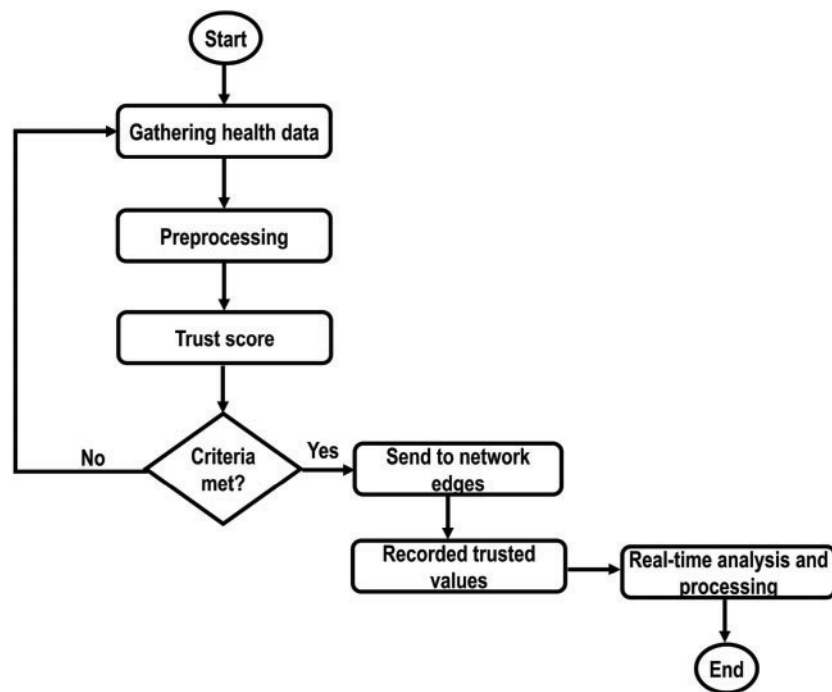 Start
Gathering health data
Preprocessing
Trust score
Criteria
met?
No
Yes
Send to network
edges
Recorded trusted
values
Real-time analysis and
processing
End